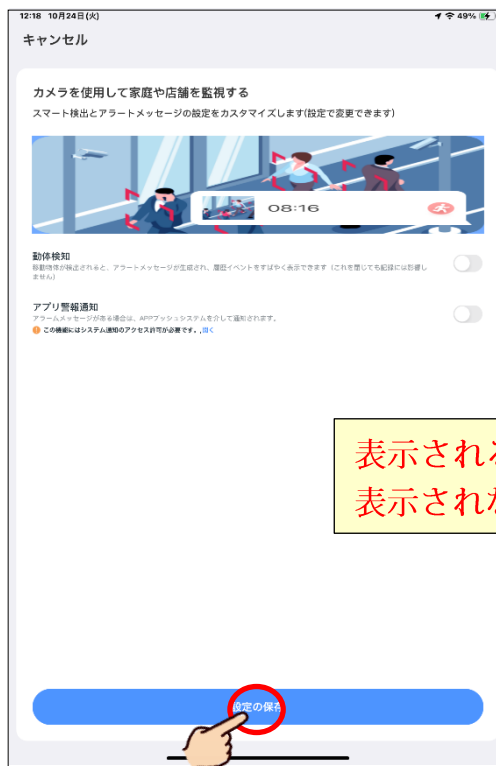 12:18 10月24日(火)
49%
キャンセル
カメラを使用して家庭や店舗を監視する
スマート検出とアラートメッセージの設定をカスタマイズします(設定で変更できます)
08:16
動体検知
移動物体が検出されると、アラートメッセージが生成され、履歴イベントをすばやく表示できます（これを閉じても記録には影響し
ません）
アプリ警報通知
アラームメッセージがある場合は、APPプッシュシステムを介して通知されます。
この機能にはシステム通知のアクセス許可が必要です。,開く
表示され
表示され
設定の保存